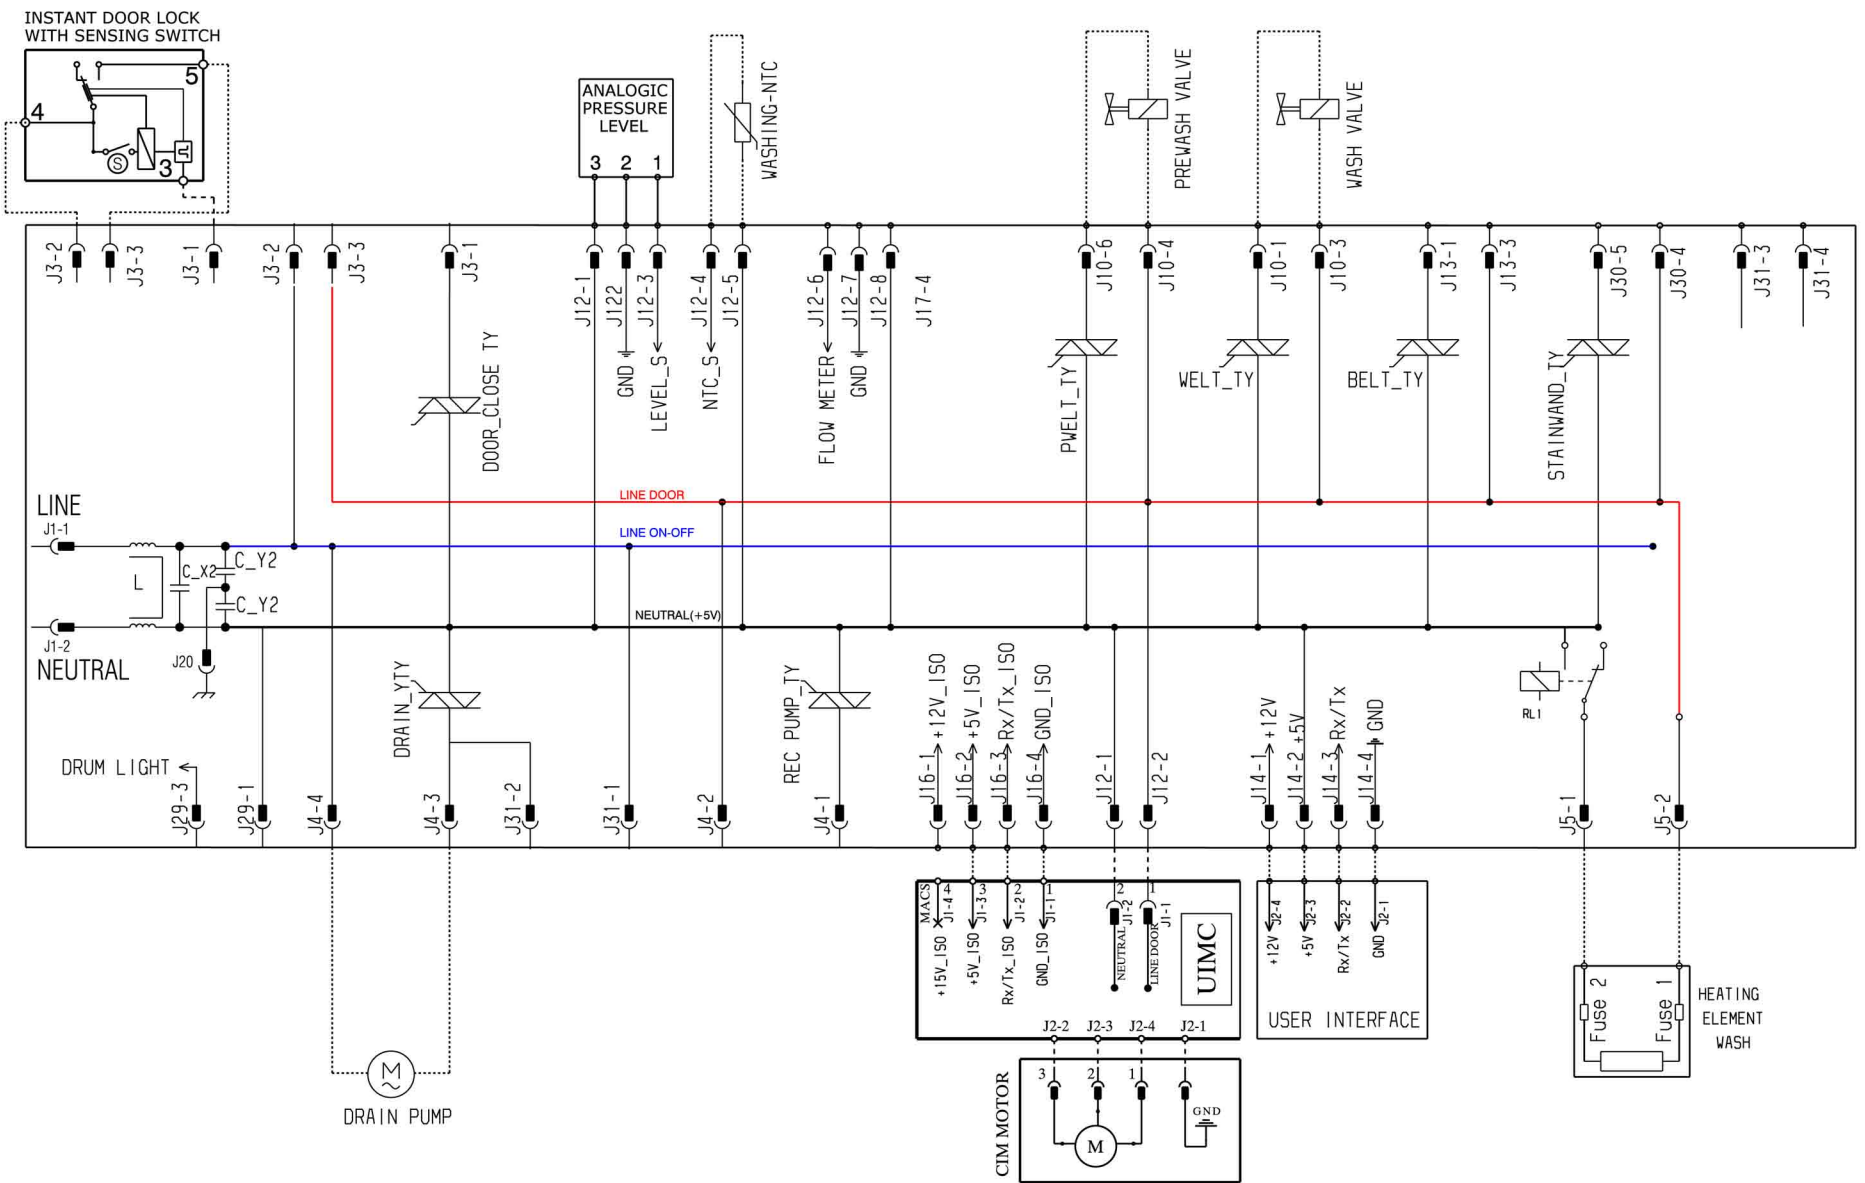 INSTANT DOOR LOCK
WITH SENSING SWITCH
5
4
S
3
ANALOGIC
PRESSURE
LEVEL
3 2 1
WASHING-NTC
PREWASH VALVE
WASH VALVE
J3-2
J3-3
J3-1
J3-2
J3-3
J3-1
J12-1
J122
J12-3
J12-4
J12-5
J12-6
J12-7
J12-8
J17-4
J10-6
J10-4
J10-1
J10-3
J13-1
J13-3
J30-5
J30-4
J31-3
J31-4
DOOR_CLOSE TY
GND
LEVEL_S
NTC_S
FLOW METER
GND
PWELT_TY
WELT_TY
BELT_TY
STAINWAND_TY
LINE DOOR
LINE
J1-1
LINE ON-OFF
L
C_X2
C_Y2
C_Y2
NEUTRAL(+5V)
J1-2
NEUTRAL
J20
DRAIN_YTY
REC PUMP_TY
+12V_ISO
+5V_ISO
Rx/Tx_ISO
GND_ISO
+12V
+5V
Rx/Tx
GND
RL1
DRUM LIGHT
J29-3
J29-1
J4-4
J4-3
J31-2
J31-1
J4-2
J4-1
J16-1
J16-2
J16-3
J16-4
J12-1
J12-2
J14-1
J14-2
J14-3
J14-4
J5-1
J5-2
MACS
4
J1-4
3
J1-3
2
J1-2
1
J1-1
2
J1-2
1
J1-1
+15V_ISO
+5V_ISO
Rx/Tx_ISO
GND_ISO
NEUTRAL
LINE DOOR
UIMC
J2-4
J2-3
J2-2
J2-1
+12V
+5V
Rx/Tx
GND
USER INTERFACE
J2-2 J2-3 J2-4 J2-1
Fuse 2
Fuse 1
HEATING
ELEMENT
WASH
M
DRAIN PUMP
CIM MOTOR
3 2 1
GND
M